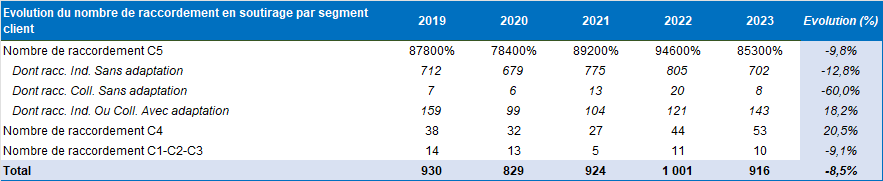 Evolution du nombre de raccordement en soutirage par segment client 2019 2020 2021 2022 2023 Evolution (%)
Nombre de raccordement C5 87800% 78400% 89200% 94600% 85300% -9,8%
Dont racc. Ind. Sans adaptation 712 679 775 805 702 -12,8%
Dont racc. Coll. Sans adaptation 7 6 13 20 8 -60,0%
Dont racc. Ind. Ou Coll. Avec adaptation 159 99 104 121 143 18,2%
Nombre de raccordement C4 38 32 27 44 53 20,5%
Nombre de raccordement C1-C2-C3 14 13 5 11 10 -9,1%
Total 930 829 924 1 001 916 -8,5%